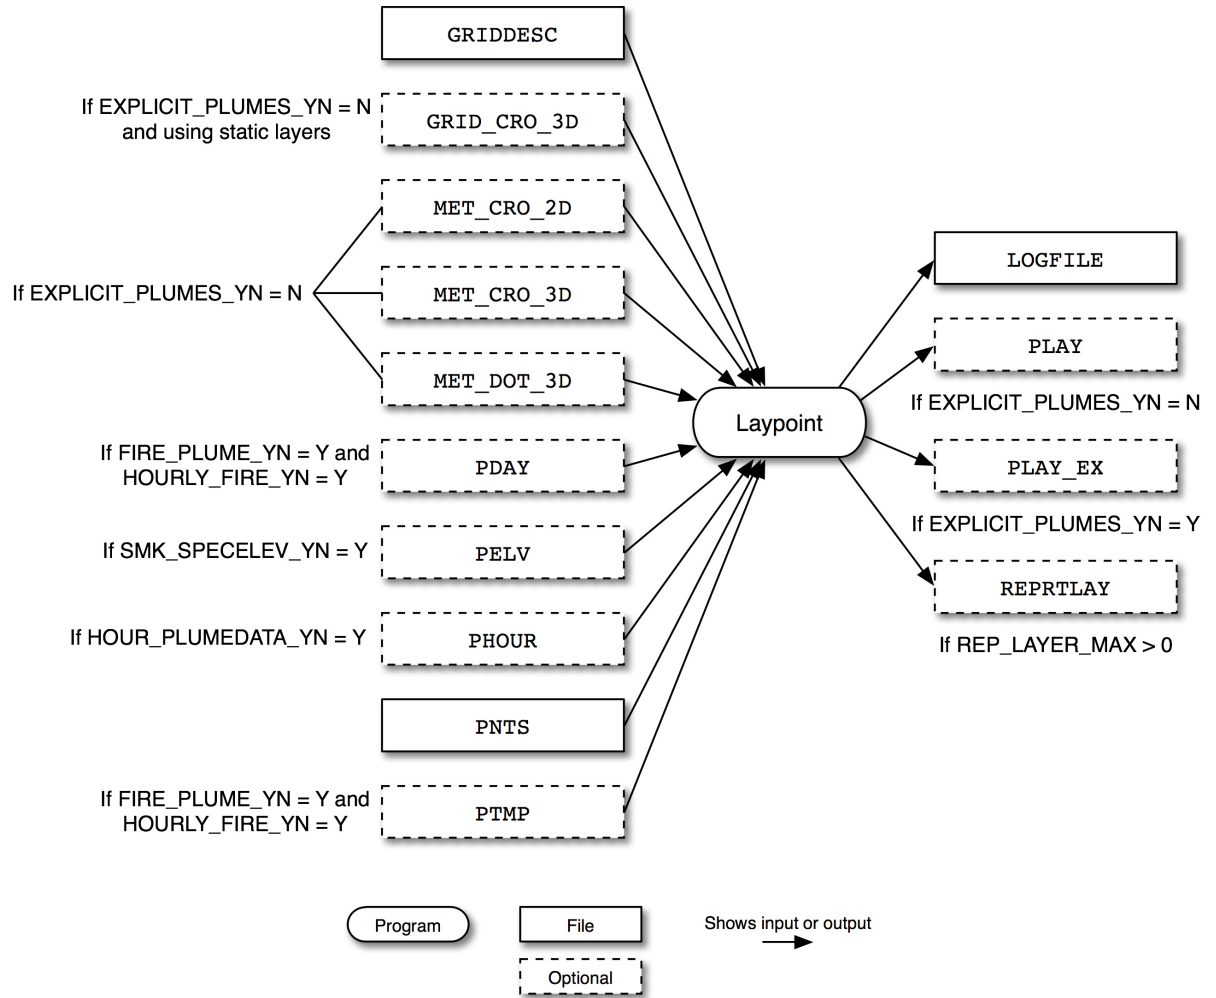 GRIDDESC
If EXPLICIT_PLUMES_YN = N
and using static layers
GRID_CRO_3D
MET_CRO_2D
If EXPLICIT_PLUMES_YN = N
MET_CRO_3D
MET_DOT_3D
If FIRE_PLUME_YN = Y and
HOURLY_FIRE_YN = Y
PDAY
If SMK_SPECELEV_YN = Y
PELV
If HOUR_PLUMEDATA_YN = Y
PHOUR
PNTS
If FIRE_PLUME_YN = Y and
HOURLY_FIRE_YN = Y
PTMP
Laypoint
LOGFILE
PLAY
If EXPLICIT_PLUMES_YN = N
PLAY_EX
If EXPLICIT_PLUMES_YN = Y
REPRTLAY
If REP_LAYER_MAX > 0
Program
File
Optional
Shows input or output